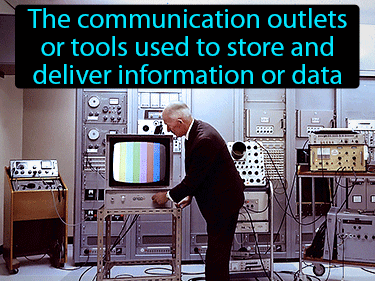 The communication outlets
or tools used to store and
deliver information or data